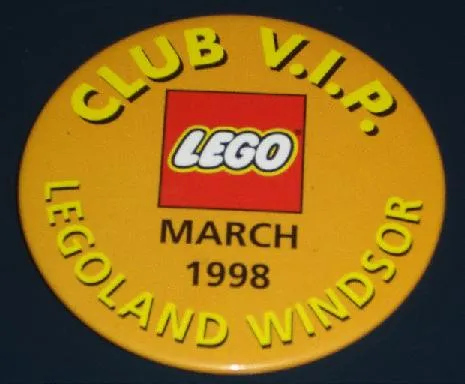 CLUB V.I.P.
LEGO
MARCH
1998
LEGOLAND WINDSOR